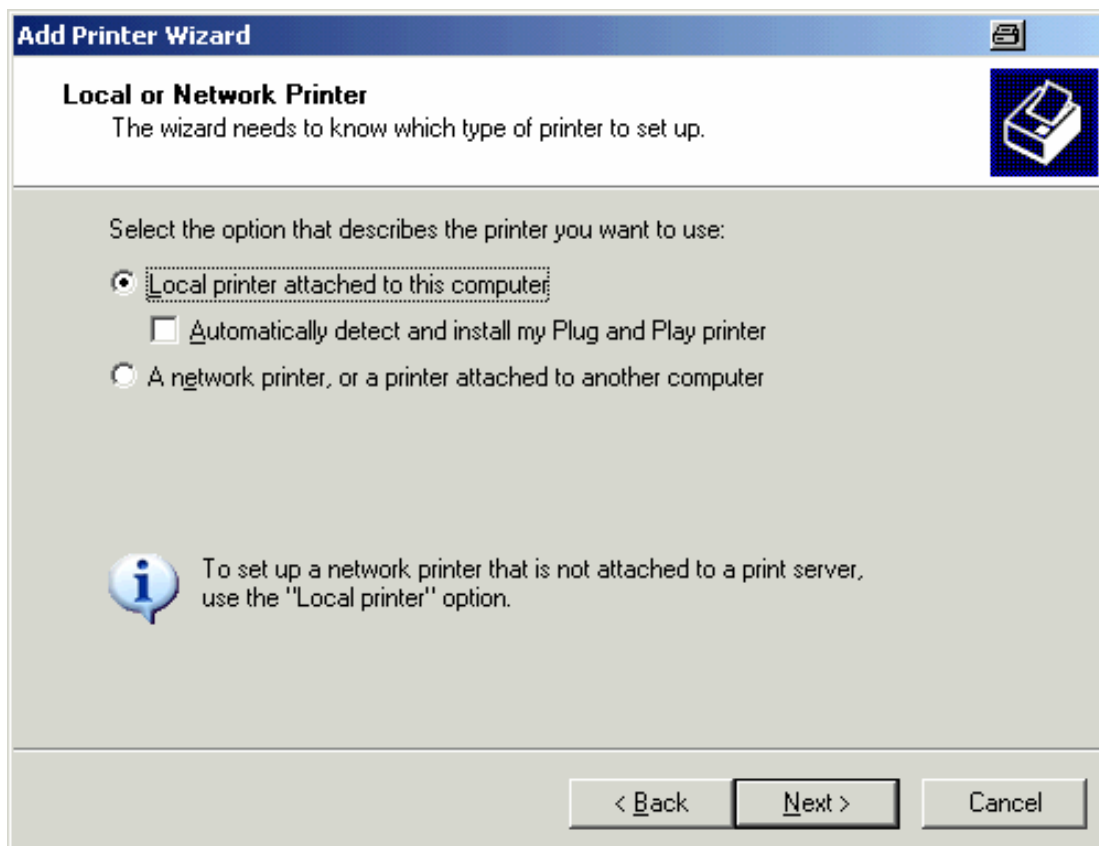 Add Printer Wizard
Local or Network Printer
The wizard needs to know which type of printer to set up.
Select the option that describes the printer you want to use:
Local printer attached to this computer
Automatically detect and install my Plug and Play printer
A network printer, or a printer attached to another computer
To set up a network printer that is not attached to a print server,
use the "Local printer" option.
< Back Next > Cancel